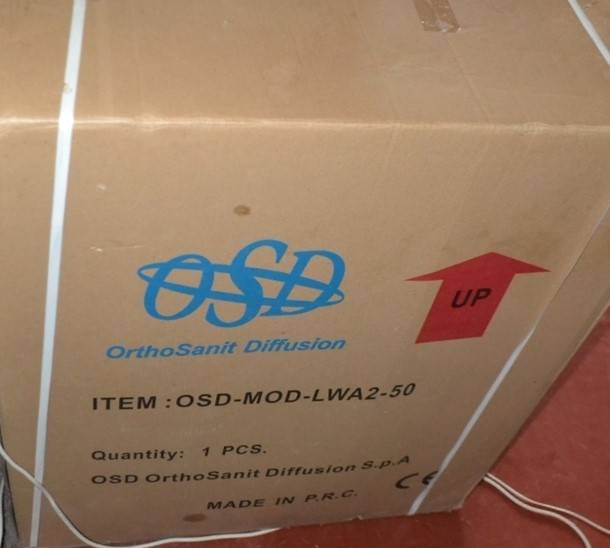 OSD
OrthoSanit Diffusion
UP
ITEM :OSD-MOD-LWA2-50
Quantity: 1 PCS.
OSD OrthoSanit Diffusion S.p.A
MADE IN P.R.C.
CE